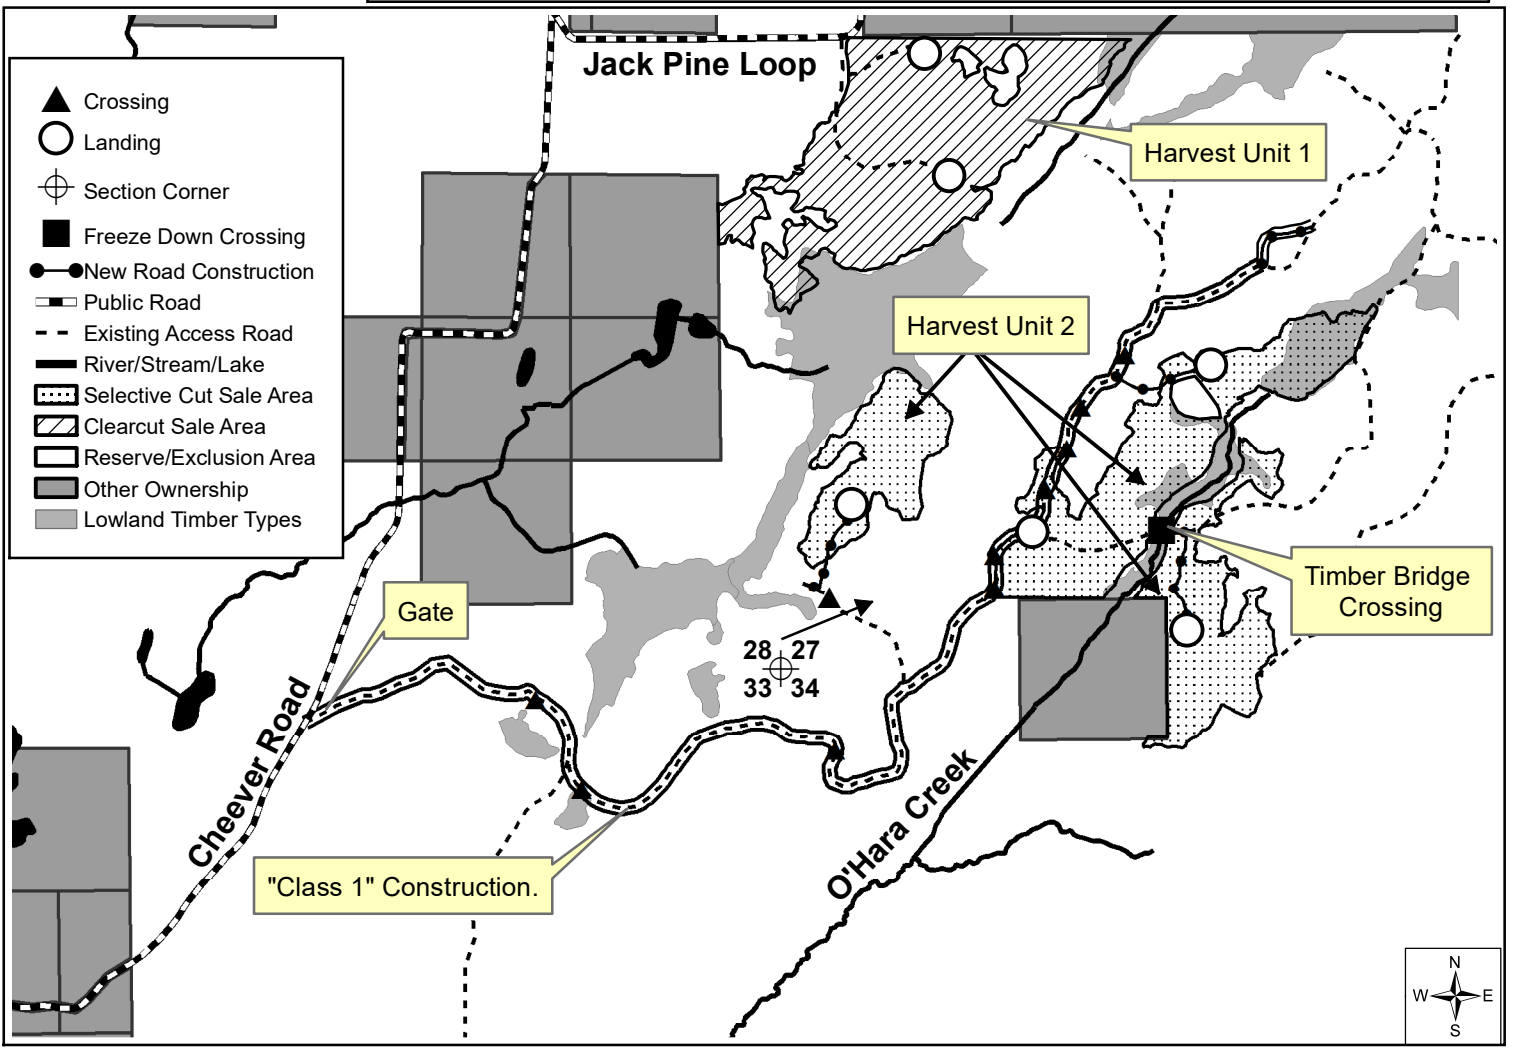 Jack Pine Loop
Crossing
Landing
Section Corner
Freeze Down Crossing
New Road Construction
Public Road
Existing Access Road
River/Stream/Lake
Selective Cut Sale Area
Clearcut Sale Area
Reserve/Exclusion Area
Other Ownership
Lowland Timber Types
Harvest Unit 1
Harvest Unit 2
Timber Bridge
Crossing
Gate
28 27
33 34
Cheever Road
O'Hara Creek
"Class 1" Construction.
N
W E
S